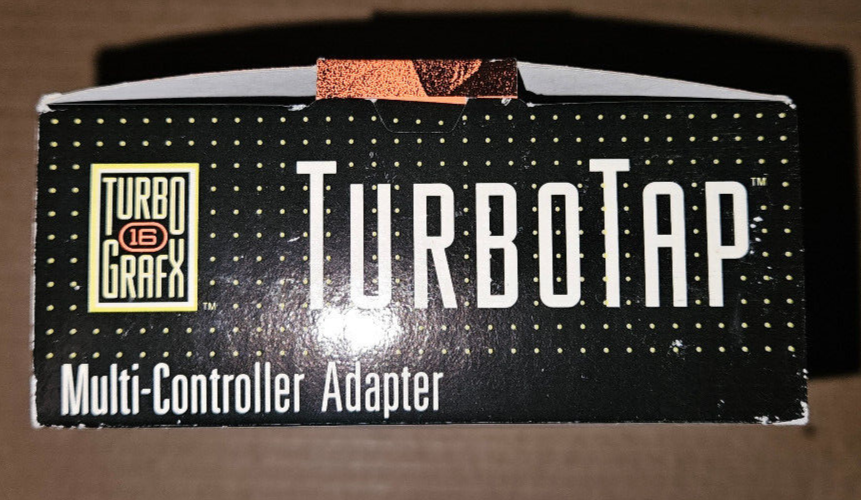 TURBO
16
GRAFX
TM
TURBOTAP
TM
Multi-Controller Adapter